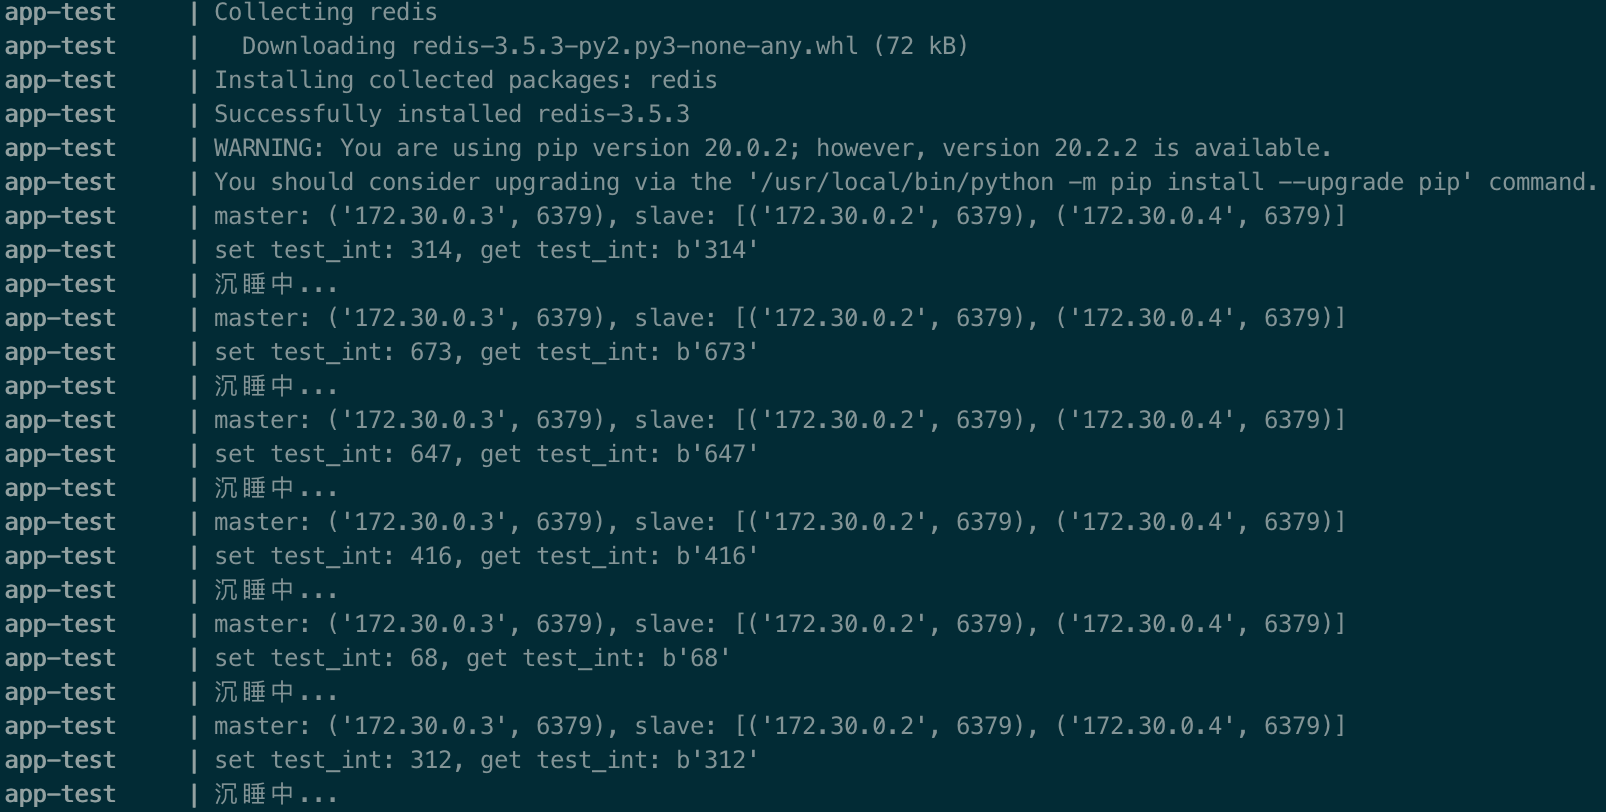 app-test | Collecting redis
app-test |   Downloading redis-3.5.3-py2.py3-none-any.whl (72 kB)
app-test | Installing collected packages: redis
app-test | Successfully installed redis-3.5.3
app-test | WARNING: You are using pip version 20.0.2; however, version 20.2.2 is available.
app-test | You should consider upgrading via the '/usr/local/bin/python -m pip install --upgrade pip' command.
app-test | master: ('172.30.0.3', 6379), slave: [('172.30.0.2', 6379), ('172.30.0.4', 6379)]
app-test | set test_int: 314, get test_int: b'314'
app-test | 沉睡中...
app-test | master: ('172.30.0.3', 6379), slave: [('172.30.0.2', 6379), ('172.30.0.4', 6379)]
app-test | set test_int: 673, get test_int: b'673'
app-test | 沉睡中...
app-test | master: ('172.30.0.3', 6379), slave: [('172.30.0.2', 6379), ('172.30.0.4', 6379)]
app-test | set test_int: 647, get test_int: b'647'
app-test | 沉睡中...
app-test | master: ('172.30.0.3', 6379), slave: [('172.30.0.2', 6379), ('172.30.0.4', 6379)]
app-test | set test_int: 416, get test_int: b'416'
app-test | 沉睡中...
app-test | master: ('172.30.0.3', 6379), slave: [('172.30.0.2', 6379), ('172.30.0.4', 6379)]
app-test | set test_int: 68, get test_int: b'68'
app-test | 沉睡中...
app-test | master: ('172.30.0.3', 6379), slave: [('172.30.0.2', 6379), ('172.30.0.4', 6379)]
app-test | set test_int: 312, get test_int: b'312'
app-test | 沉睡中...